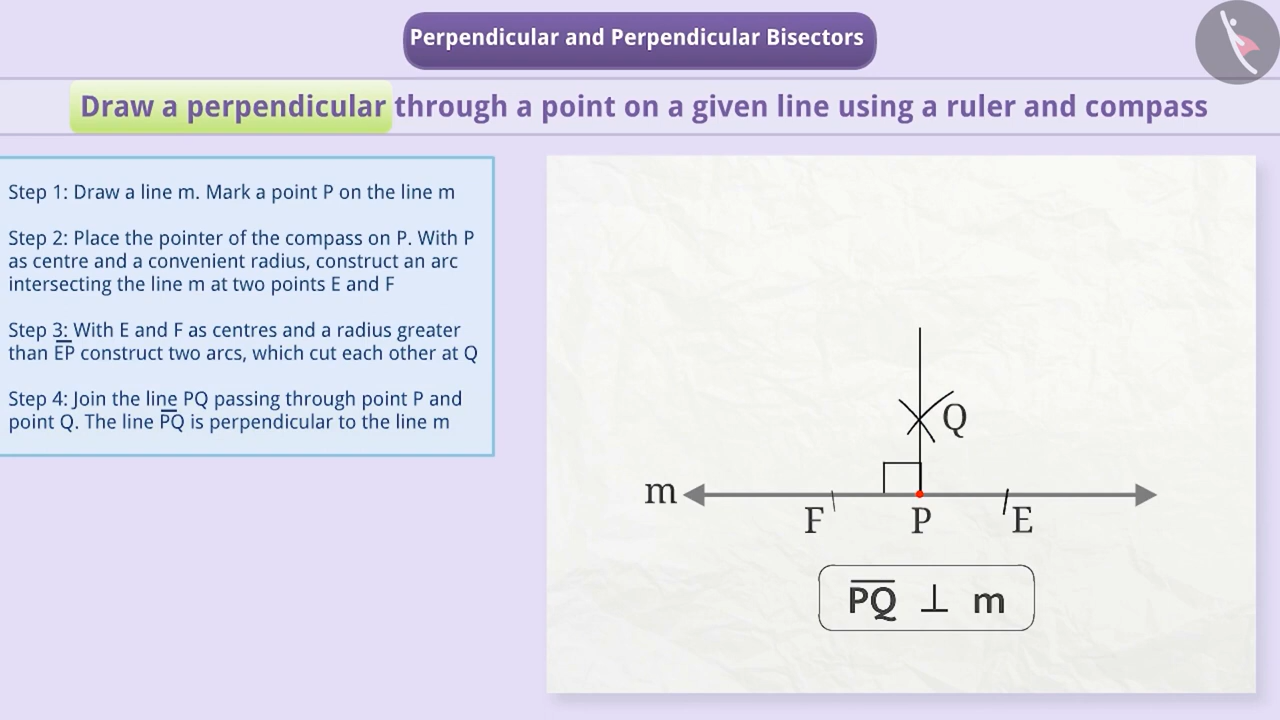 Perpendicular and Perpendicular Bisectors
Draw a perpendicular through a point on a given line using a ruler and compass
Step 1: Draw a line m. Mark a point P on the line m
Step 2: Place the pointer of the compass on P. With P
as centre and a convenient radius, construct an arc
intersecting the line m at two points E and F
Step 3: With E and F as centres and a radius greater
than E̅P̅ construct two arcs, which cut each other at Q
Step 4: Join the line PQ passing through point P and
point Q. The line P̅Q̅ is perpendicular to the line m
Q
m
F P E
P̅Q̅ ⊥ m